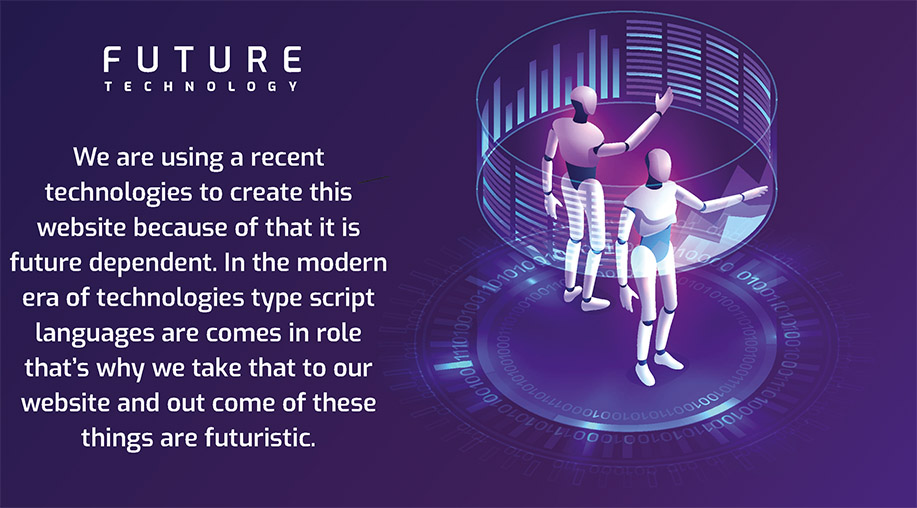 FUTURE
TECHNOLOGY
We are using a recent
technologies to create this
website because of that it is
future dependent. In the modern
era of technologies type script
languages are comes in role
that's why we take that to our
website and out come of these
things are futuristic.